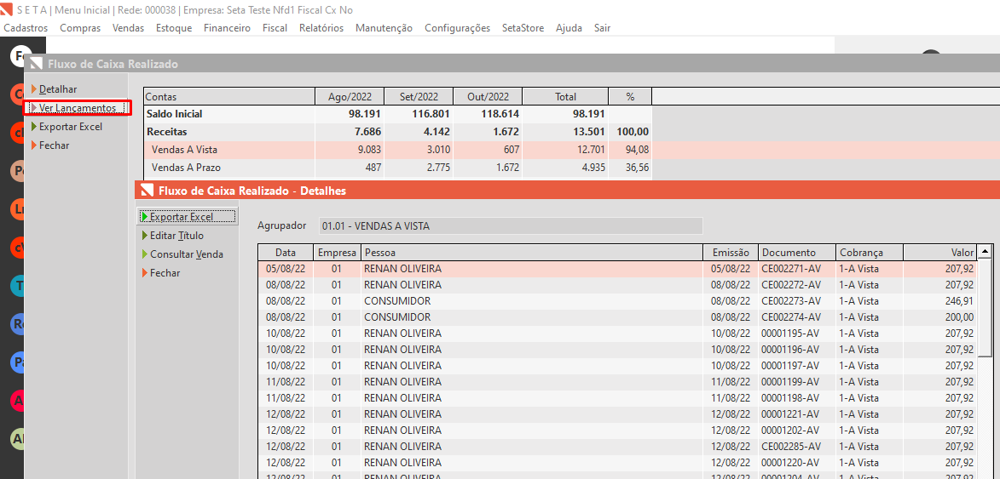 S E T A | Menu Inicial | Rede: 000038 | Empresa: Seta Teste Nfd1 Fiscal Cx No
Cadastros Compras Vendas Estoque Financeiro Fiscal Relatórios Manutenção Configurações SetaStore Ajuda Sair
Fluxo de Caixa Realizado
Detalhar
Ver Lançamentos
Exportar Excel
Fechar
Contas Ago/2022 Set/2022 Out/2022 Total %
Saldo Inicial 98.191 116.801 118.614 98.191
Receitas 7.686 4.142 1.672 13.501 100,00
Vendas A Vista 9.083 3.010 607 12.701 94,08
Vendas A Prazo 487 2.775 1.672 4.935 36,56
Fluxo de Caixa Realizado - Detalhes
Exportar Excel
Editar Título
Consultar Venda
Fechar
Agrupador 01.01 - VENDAS A VISTA
Data Empresa Pessoa Emissão Documento Cobrança Valor
05/08/22 01 RENAN OLIVEIRA 05/08/22 CE002271-AV 1-A Vista 207,92
08/08/22 01 RENAN OLIVEIRA 08/08/22 CE002272-AV 1-A Vista 207,92
08/08/22 01 CONSUMIDOR 08/08/22 CE002273-AV 1-A Vista 246,91
08/08/22 01 CONSUMIDOR 08/08/22 CE002274-AV 1-A Vista 200,00
10/08/22 01 RENAN OLIVEIRA 10/08/22 00001195-AV 1-A Vista 207,92
10/08/22 01 RENAN OLIVEIRA 10/08/22 00001196-AV 1-A Vista 207,92
10/08/22 01 RENAN OLIVEIRA 10/08/22 00001197-AV 1-A Vista 207,92
11/08/22 01 RENAN OLIVEIRA 11/08/22 00001199-AV 1-A Vista 207,92
11/08/22 01 RENAN OLIVEIRA 11/08/22 00001198-AV 1-A Vista 207,92
12/08/22 01 RENAN OLIVEIRA 12/08/22 00001221-AV 1-A Vista 207,92
12/08/22 01 RENAN OLIVEIRA 12/08/22 00001202-AV 1-A Vista 207,92
12/08/22 01 RENAN OLIVEIRA 12/08/22 CE002285-AV 1-A Vista 207,92
12/08/22 01 RENAN OLIVEIRA 12/08/22 00001220-AV 1-A Vista 207,92
12/08/22 01 RENAN OLIVEIRA 12/08/22 00001204-AV 1-A Vista 207,92